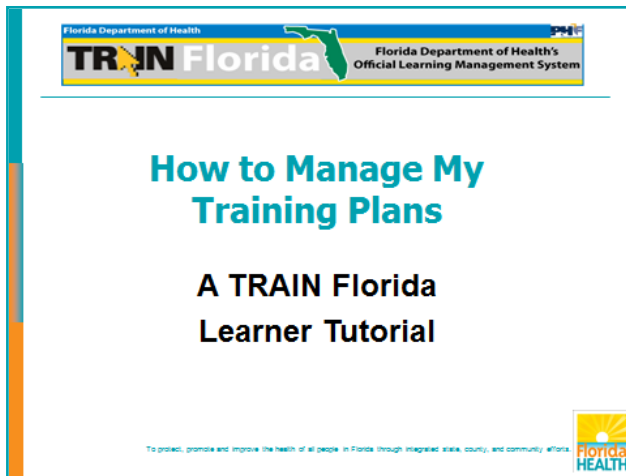 Florida Department of Health
PHF
TRAIN Florida
Florida Department of Health's
Official Learning Management System
How to Manage My
Training Plans
A TRAIN Florida
Learner Tutorial
To protect, promote and improve the health of all people in Florida through integrated state, county, and community efforts.
Florida
HEALTH